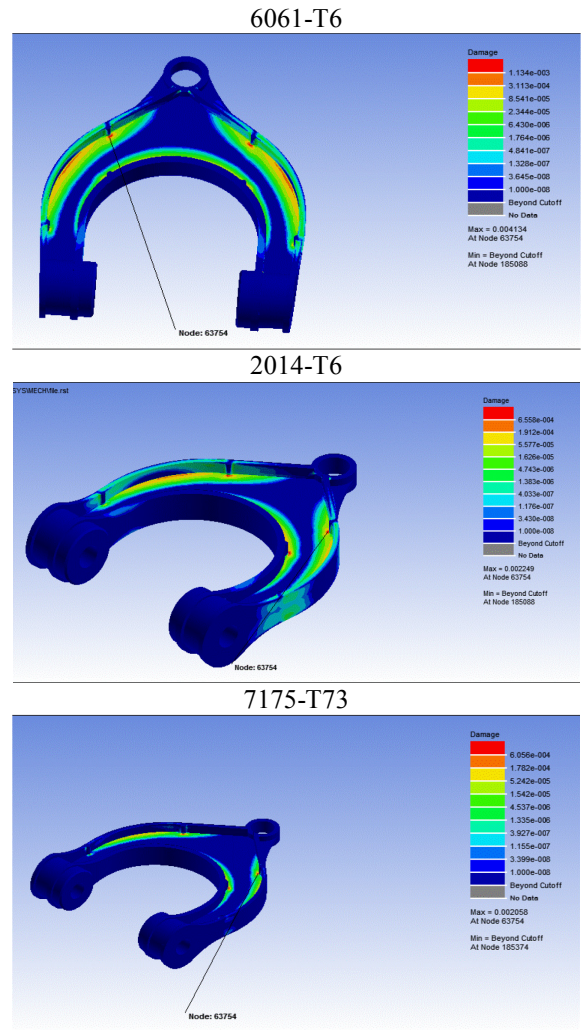 6061-T6
Damage
1.134e-003
3.113e-004
8.541e-005
2.344e-005
6.430e-006
1.764e-006
4.841e-007
1.328e-007
3.645e-008
1.000e-008
Beyond Cutoff
No Data
Max = 0.004134
At Node 63754
Min = Beyond Cutoff
At Node 185088
Node: 63754
2014-T6
SYS\MECH\file.rst
Damage
6.558e-004
1.912e-004
5.577e-005
1.626e-005
4.743e-006
1.383e-006
4.033e-007
1.176e-007
3.430e-008
1.000e-008
Beyond Cutoff
No Data
Max = 0.002249
At Node 63754
Min = Beyond Cutoff
At Node 185088
Node: 63754
7175-T73
Damage
6.056e-004
1.782e-004
5.242e-005
1.542e-005
4.537e-006
1.335e-006
3.927e-007
1.155e-007
3.399e-008
1.000e-008
Beyond Cutoff
No Data
Max = 0.002058
At Node 63754
Min = Beyond Cutoff
At Node 185374
Node: 63754